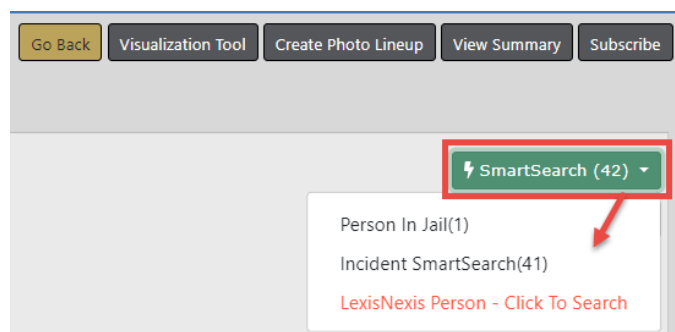 Go Back Visualization Tool Create Photo Lineup View Summary Subscribe
SmartSearch (42)
Person In Jail(1)
Incident SmartSearch(41)
LexisNexis Person - Click To Search